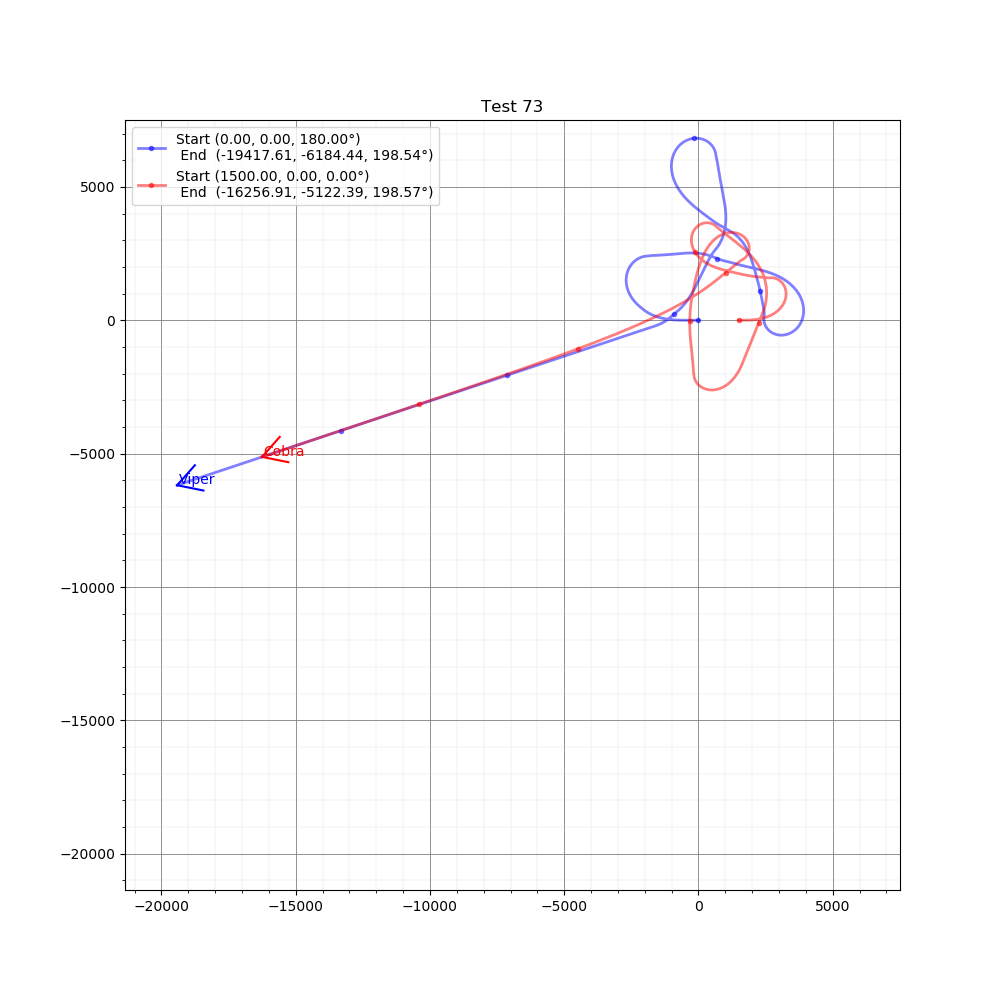 Test 73
Start (0.00, 0.00, 180.00°)
End (-19417.61, -6184.44, 198.54°)
Start (1500.00, 0.00, 0.00°)
End (-16256.91, -5122.39, 198.57°)
5000
0
−5000
−10000
−15000
−20000
Cobra
Viper
−20000 −15000 −10000 −5000 0 5000